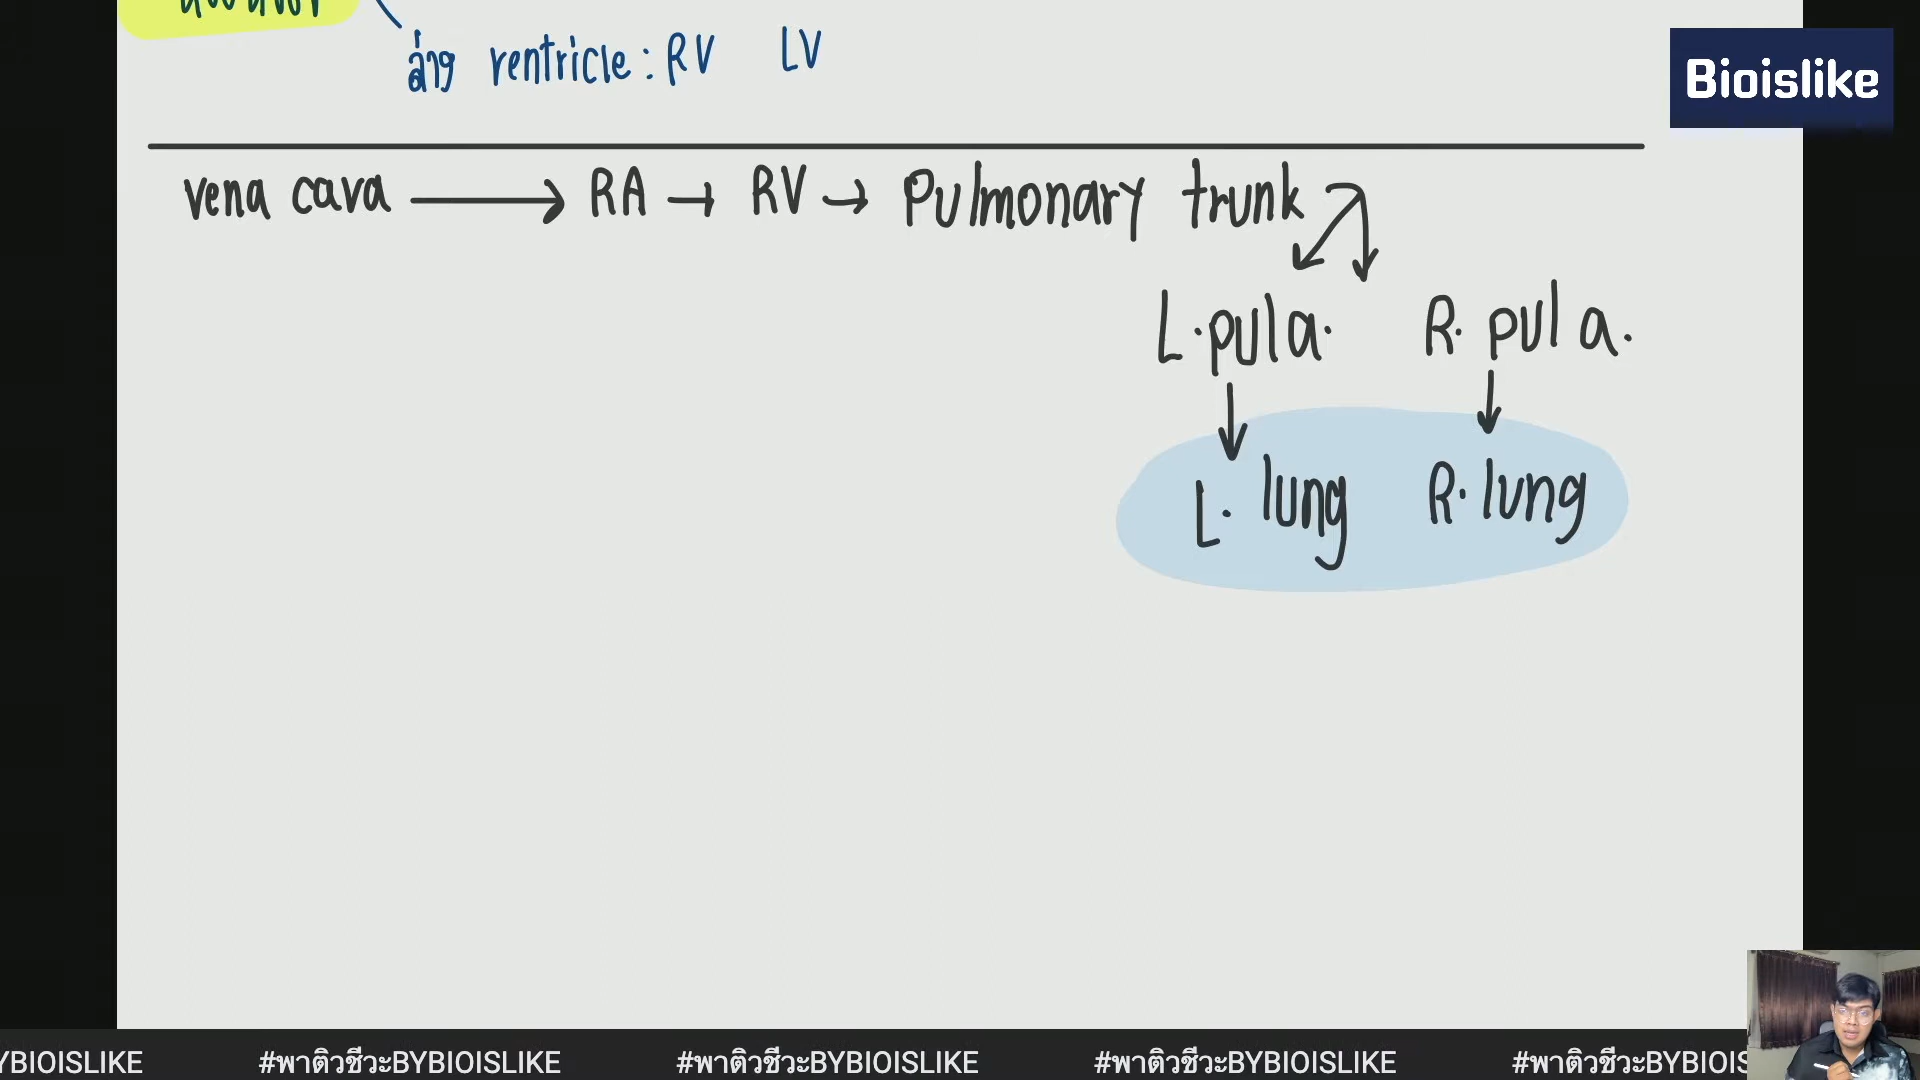 ล่าง rentricle : RV LV
Bioislike
vena cava → RA → RV → Pulmonary trunk
L. pul a. R. pul a.
L. lung R. lung
YBIOISLIKE #พาติวชีวะBYBIOISLIKE #พาติวชีวะBYBIOISLIKE #พาติวชีวะBYBIOISLIKE #พาติวชีวะBYBIOIS